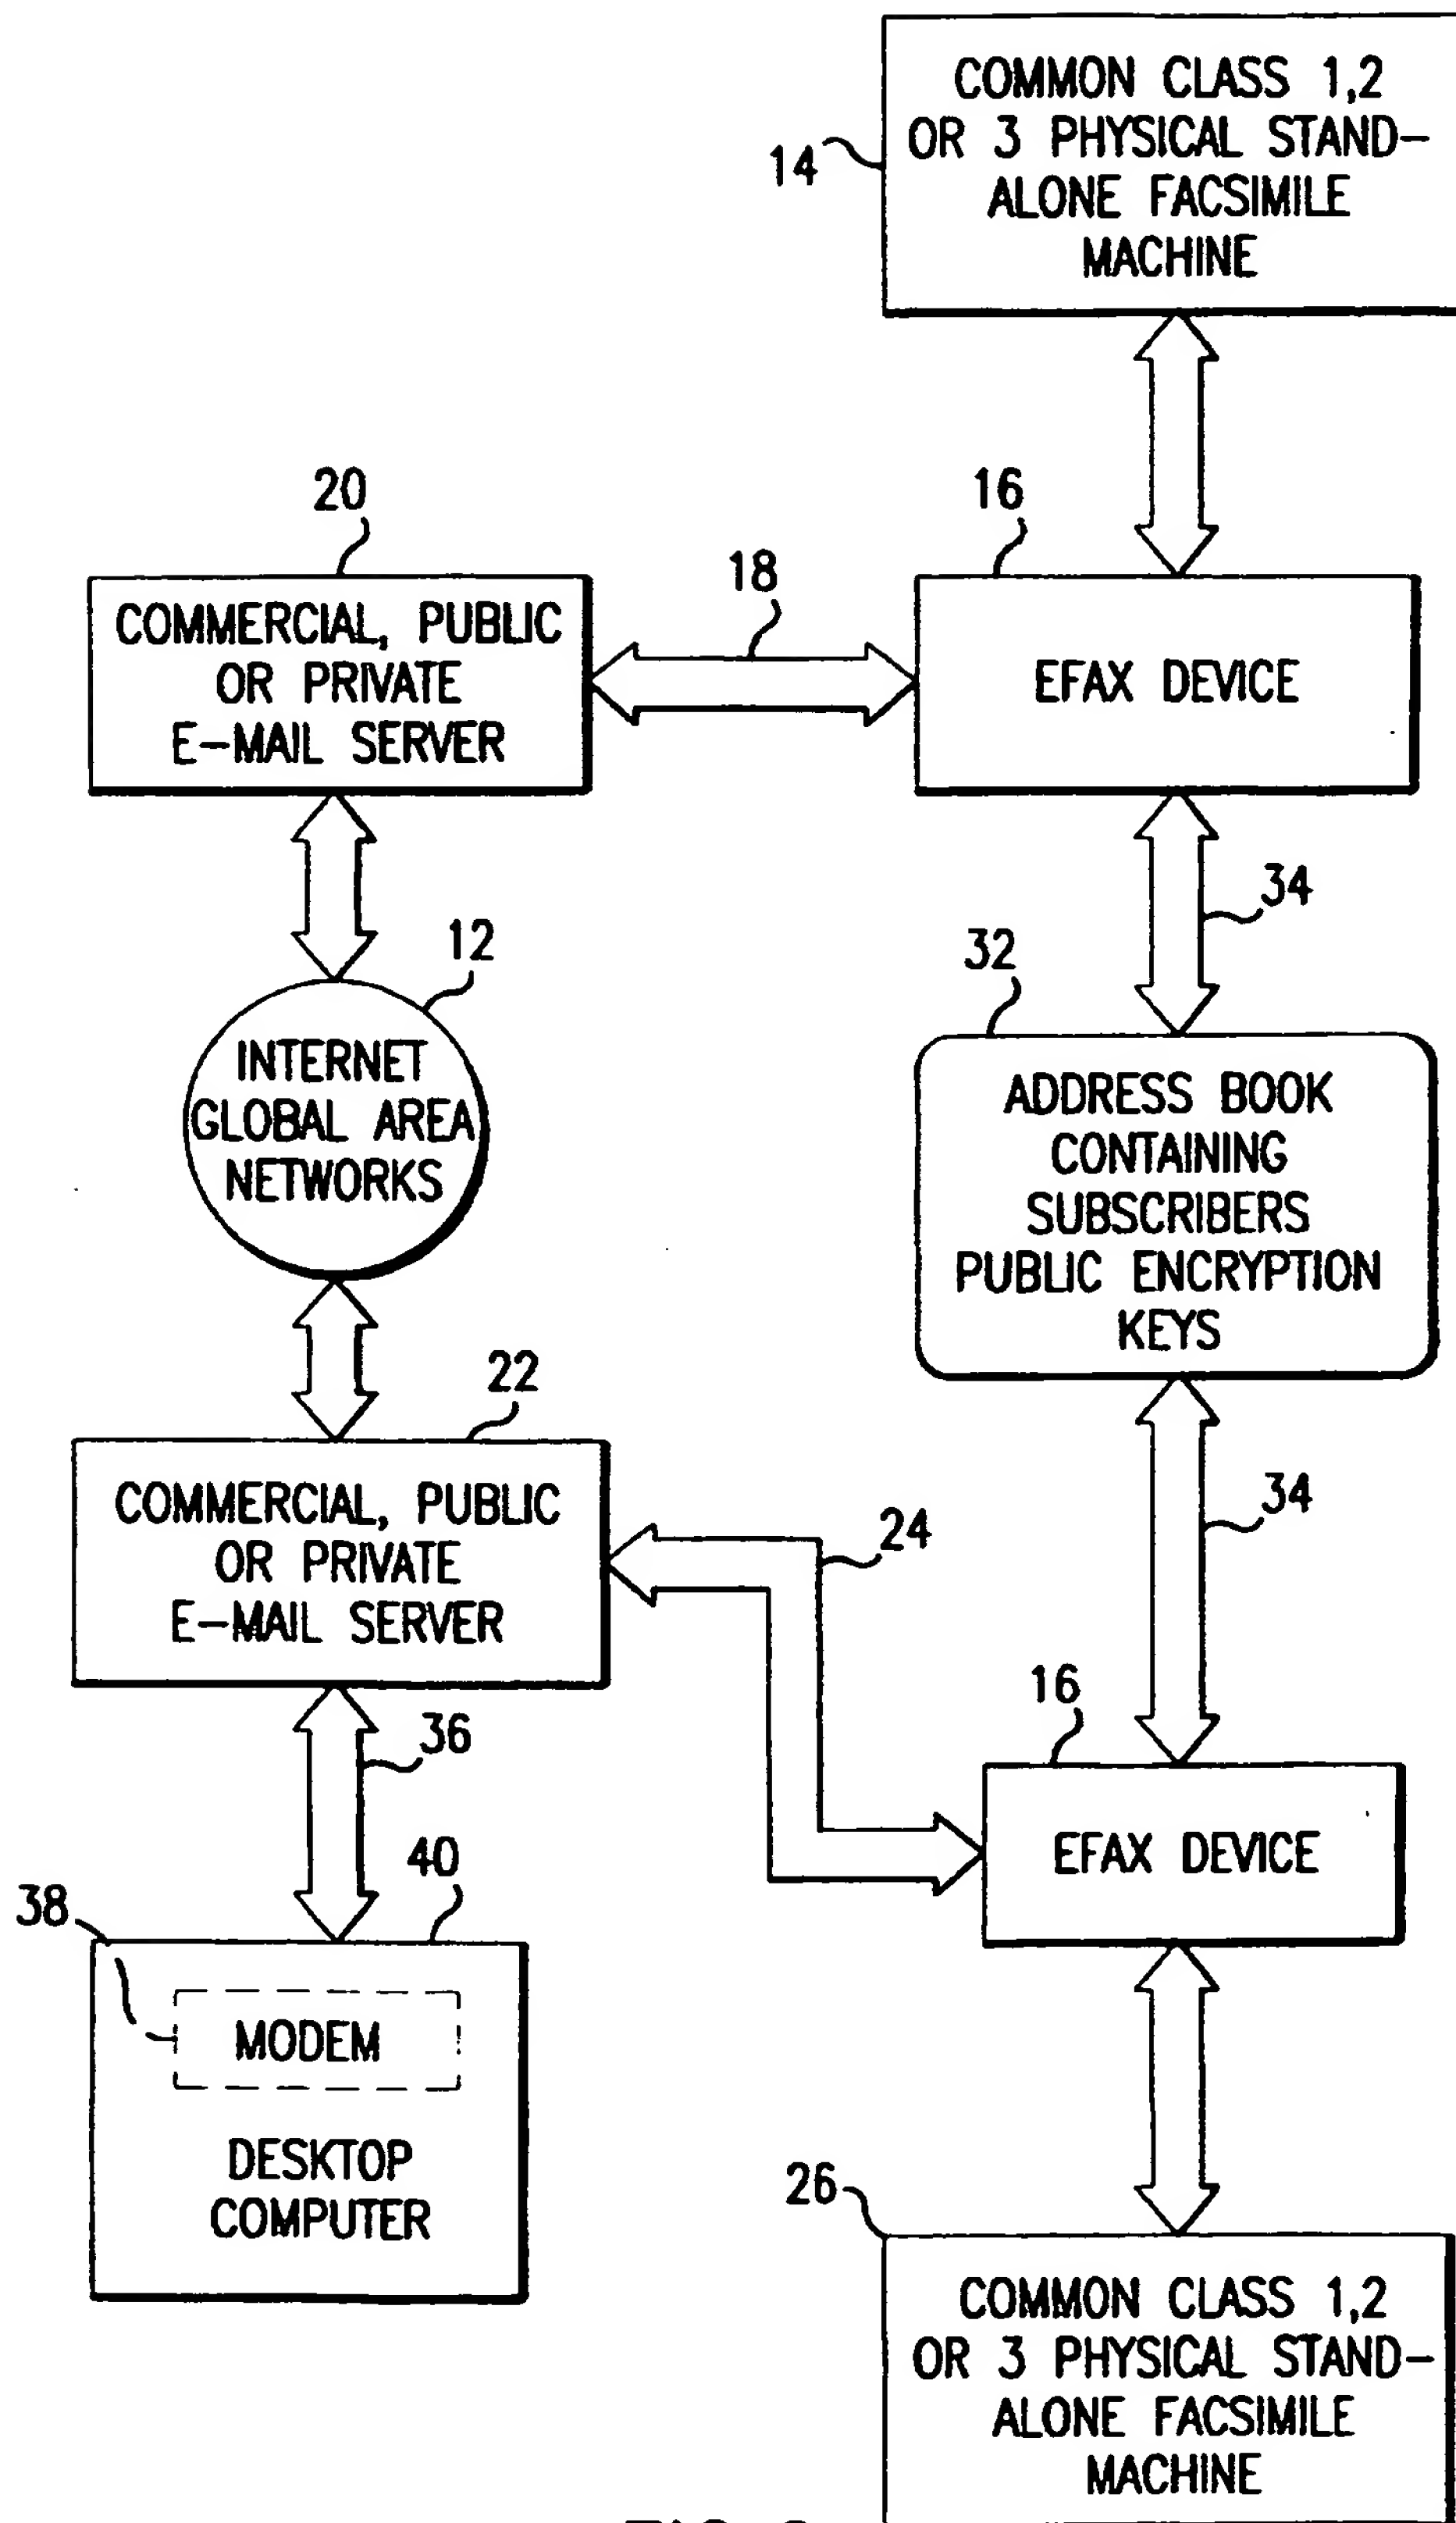 COMMON CLASS 1,2
OR 3 PHYSICAL STAND-
ALONE FACSIMILE
MACHINE
14
20
16
18
COMMERCIAL, PUBLIC
OR PRIVATE
E-MAIL SERVER
EFAX DEVICE
34
12
32
INTERNET
GLOBAL AREA
NETWORKS
ADDRESS BOOK
CONTAINING
SUBSCRIBERS
PUBLIC ENCRYPTION
KEYS
22
34
24
COMMERCIAL, PUBLIC
OR PRIVATE
E-MAIL SERVER
16
36
EFAX DEVICE
40
38
MODEM
DESKTOP
COMPUTER
26
COMMON CLASS 1,2
OR 3 PHYSICAL STAND-
ALONE FACSIMILE
MACHINE